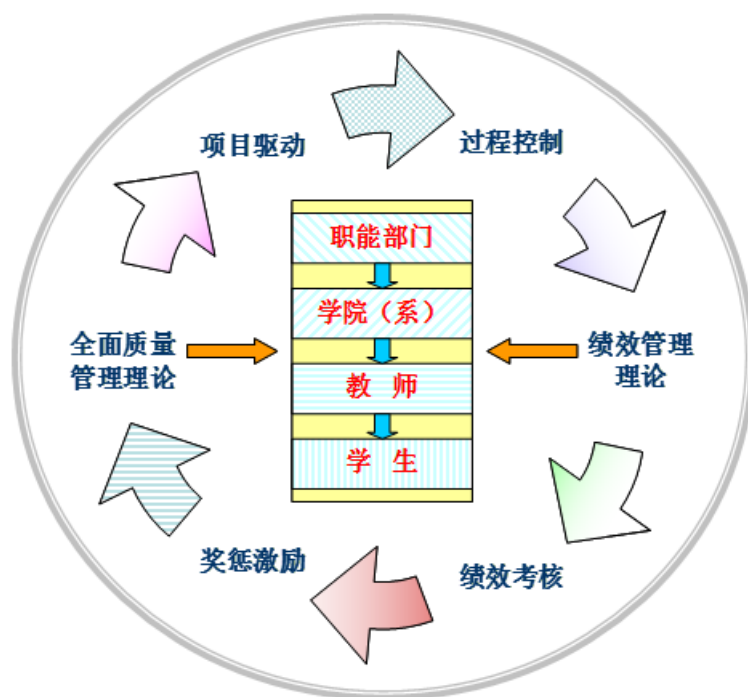 项目驱动
过程控制
职能部门
学院（系）
全面质量
管理理论
绩效管理
理论
教 师
学 生
奖惩激励
绩效考核